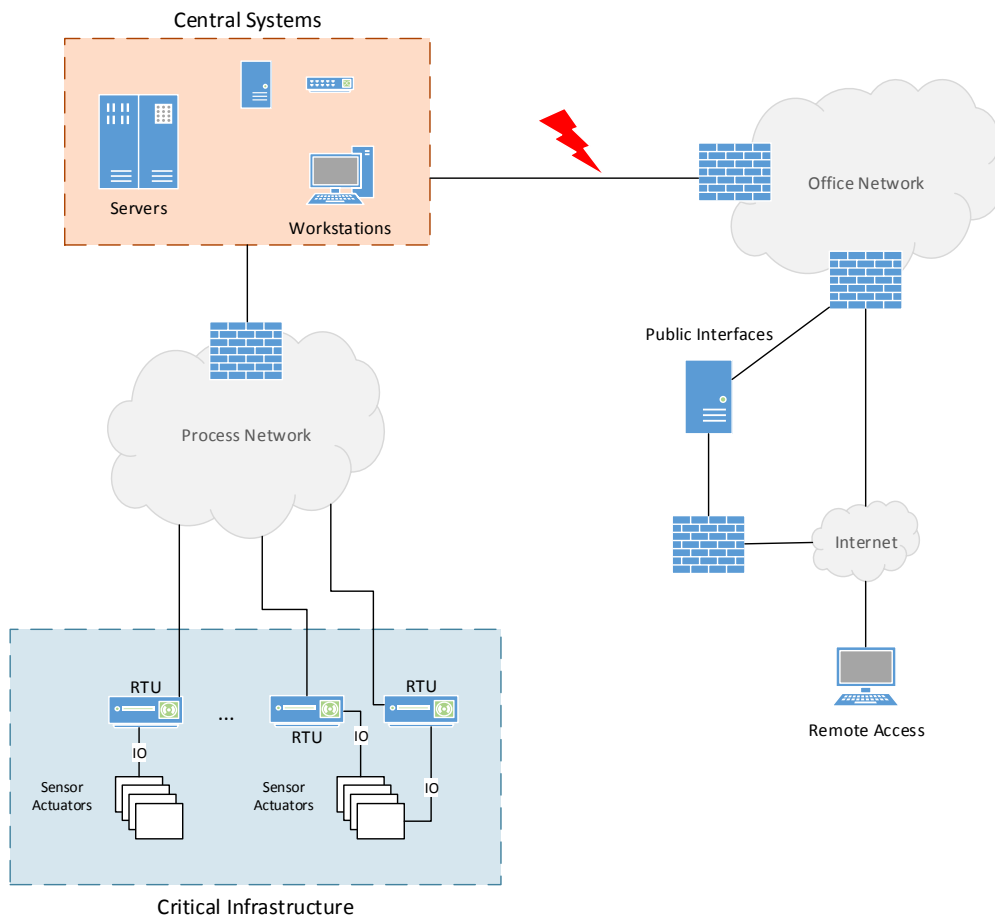 Central Systems
Servers
Workstations
Office Network
Public Interfaces
Process Network
Internet
Remote Access
RTU
...
RTU
RTU
IO
IO
IO
Sensor
Actuators
Sensor
Actuators
Critical Infrastructure